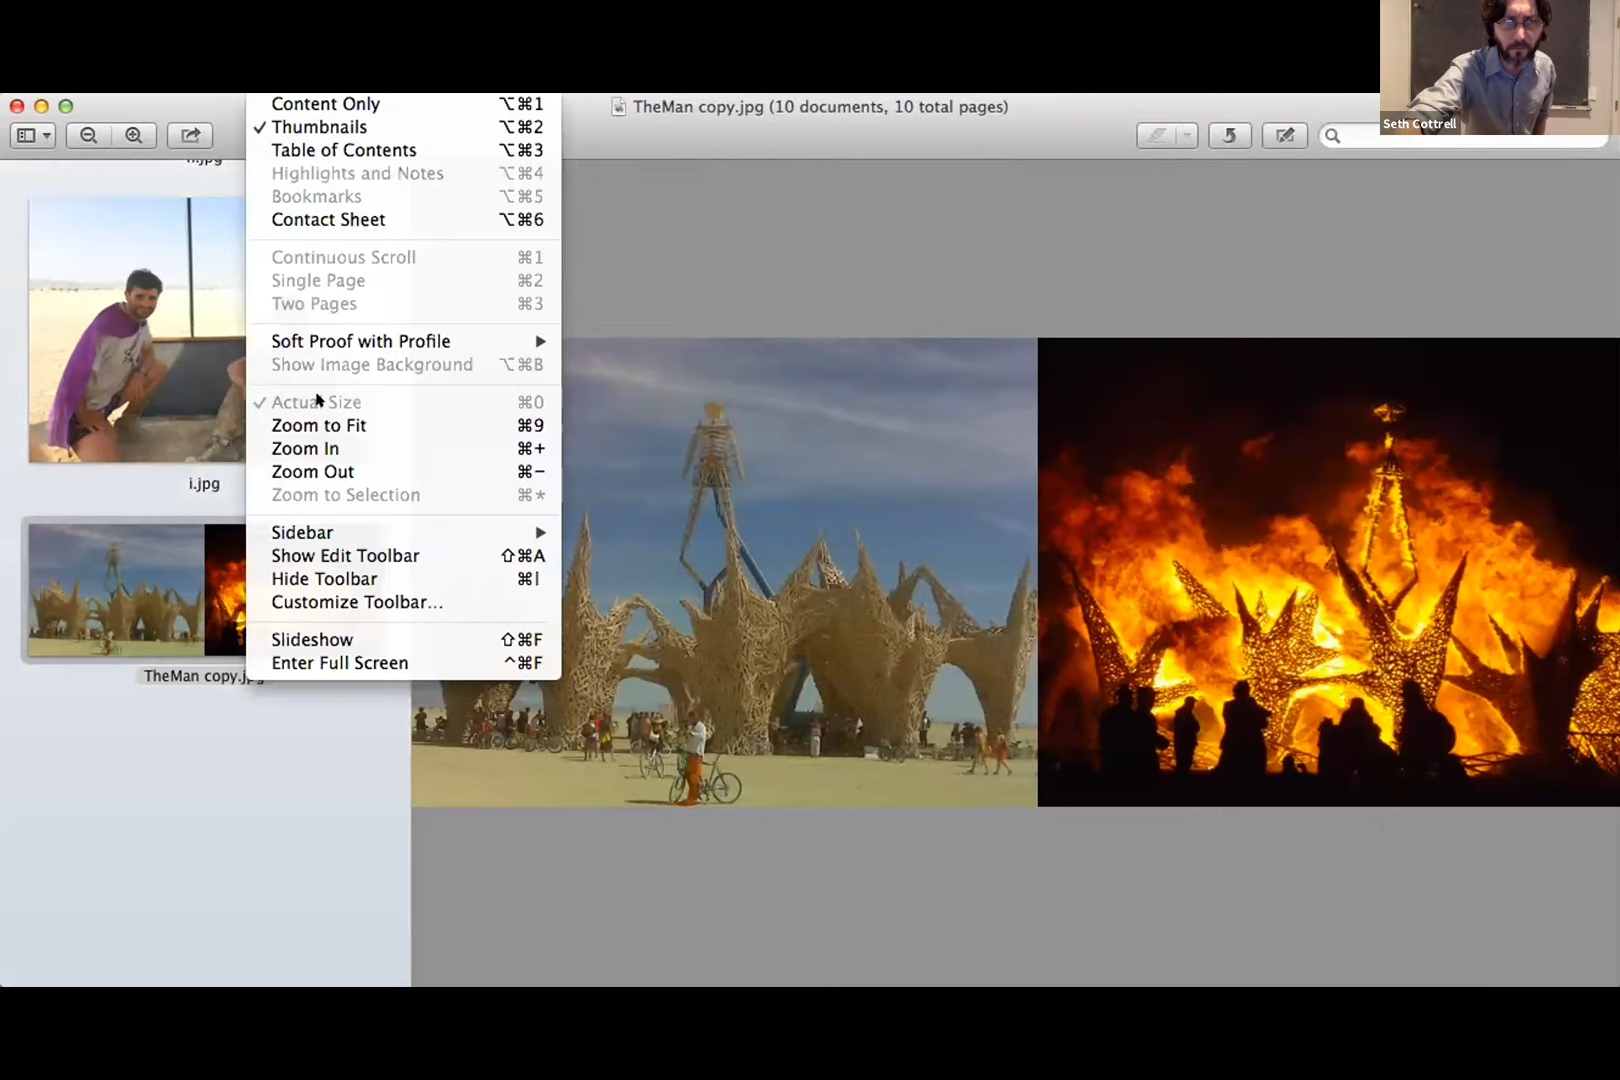 Seth Cottrell
TheMan copy.jpg (10 documents, 10 total pages)
Content Only ⌥⌘1
✓ Thumbnails ⌥⌘2
Table of Contents ⌥⌘3
Highlights and Notes ⌥⌘4
Bookmarks ⌥⌘5
Contact Sheet ⌥⌘6
Continuous Scroll ⌘1
Single Page ⌘2
Two Pages ⌘3
Soft Proof with Profile ▶
Show Image Background ⌥⌘B
✓ Actual Size ⌘0
Zoom to Fit ⌘9
Zoom In ⌘+
Zoom Out ⌘−
Zoom to Selection ⌘*
Sidebar ▶
Show Edit Toolbar ⇧⌘A
Hide Toolbar ⌘|
Customize Toolbar...
Slideshow ⇧⌘F
Enter Full Screen ^⌘F
i.jpg
TheMan copy.jpg